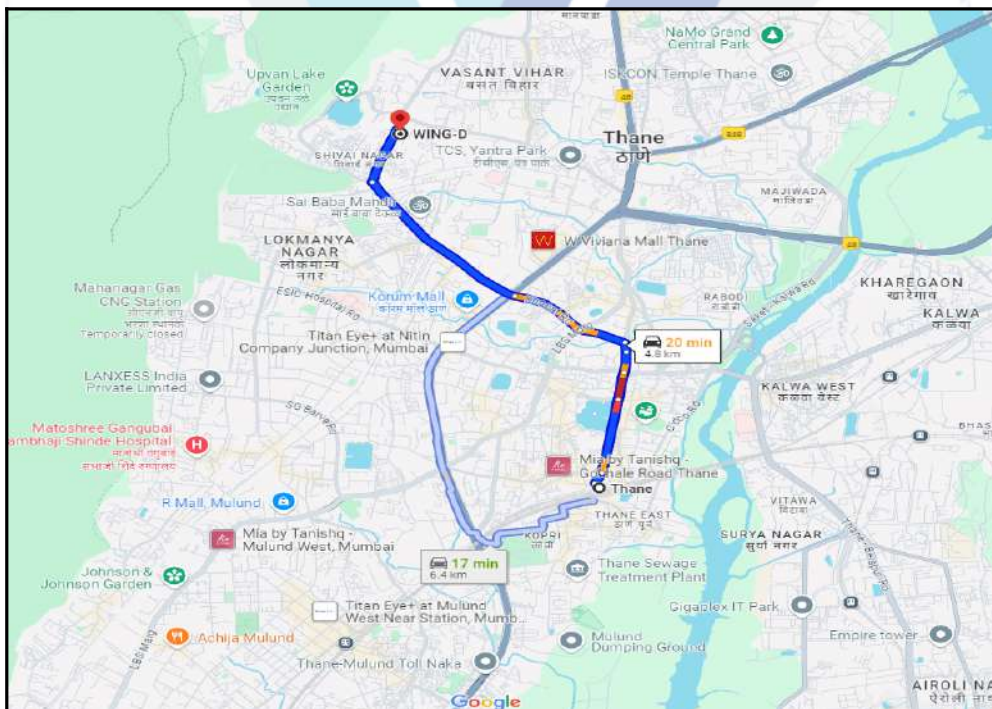 NaMo Grand
Central Park
Upvan Lake
Garden
VASANT VIHAR
वसंत विहार
ISKCON Temple Thane
WING-D
SHIVAI NAGAR
TCS, Yantra Park
Thane
ठाणे
Sai Baba Mandir
MAJIWADA
W Viviana Mall Thane
LOKMANYA
NAGAR
लोकमान्य
नगर
KHAREGAON
खारेगाव
Mahanagar Gas
CNG Station
Temporarily closed
ESIC Hospital Rd
Korum Mall
RABODI
KALWA
कळवा
Titan Eye+ at Nitin
Company Junction, Mumbai
20 min
4.8 km
LANXESS India
Private Limited
KALWA WEST
कळवा वेस्ट
Matoshree Gangubai
ambhaji Shinde Hospital
Mia by Tanishq -
Gokhale Road Thane
Thane
R Mall, Mulund
THANE EAST
VITAWA
Mia by Tanishq -
Mulund West, Mumbai
KOPRI
SURYA NAGAR
सुर्या नगर
17 min
6.4 km
Thane Sewage
Treatment Plant
Johnson &
Johnson Garden
Titan Eye+ at Mulund
West Near Station, Mumb...
Gigaplex IT Park
Achija Mulund
LBS Marg
Thane-Mulund Toll Naka
Mulund
Dumping Ground
Empire tower
Google
AIROLI NA